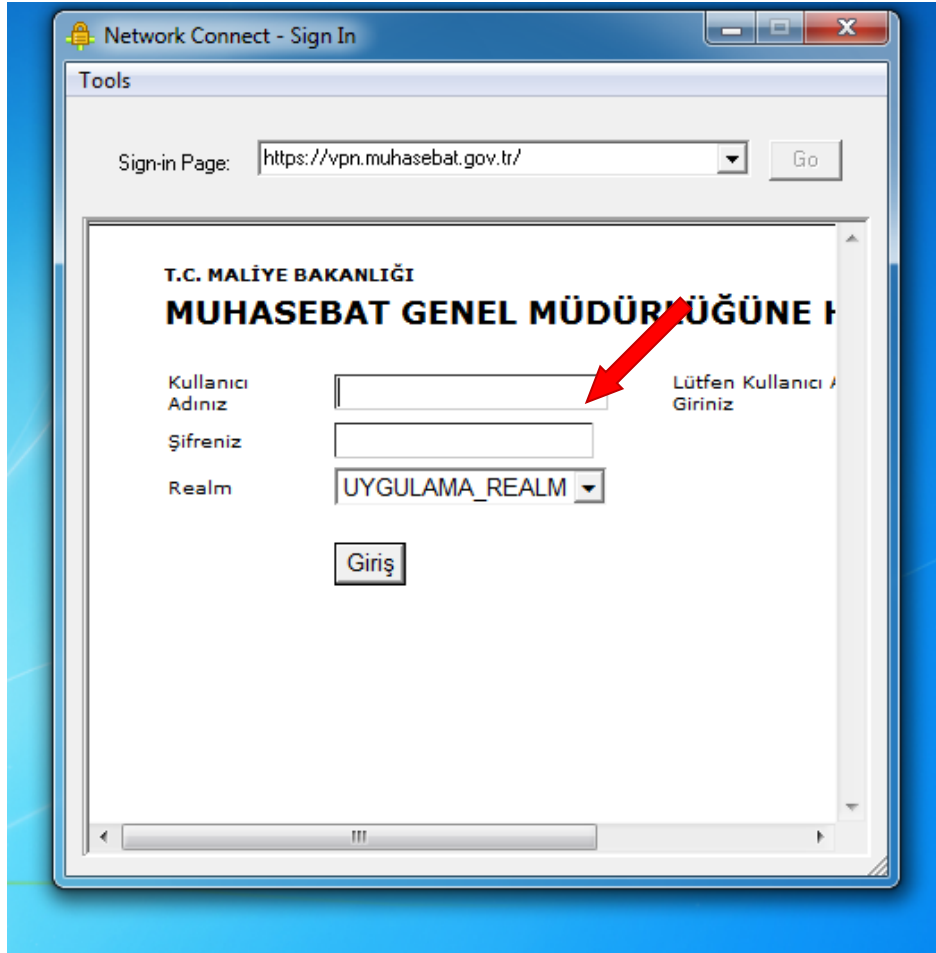 Network Connect - Sign In
Tools
Sign-in Page: https://vpn.muhasebat.gov.tr/ Go
T.C. MALİYE BAKANLIĞI
MUHASEBAT GENEL MÜDÜRLÜĞÜNE
Kullanıcı Adınız
Lütfen Kullanıcı
Giriniz
Şifreniz
Realm UYGULAMA_REALM
Giriş